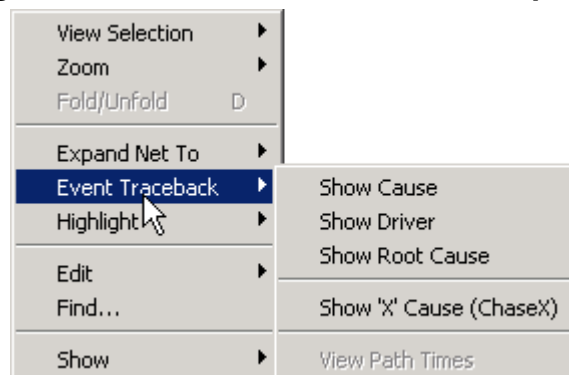 View Selection
Zoom
Fold/Unfold D
Expand Net To
Event Traceback
Highlight
Edit
Find...
Show
Show Cause
Show Driver
Show Root Cause
Show 'X' Cause (ChaseX)
View Path Times